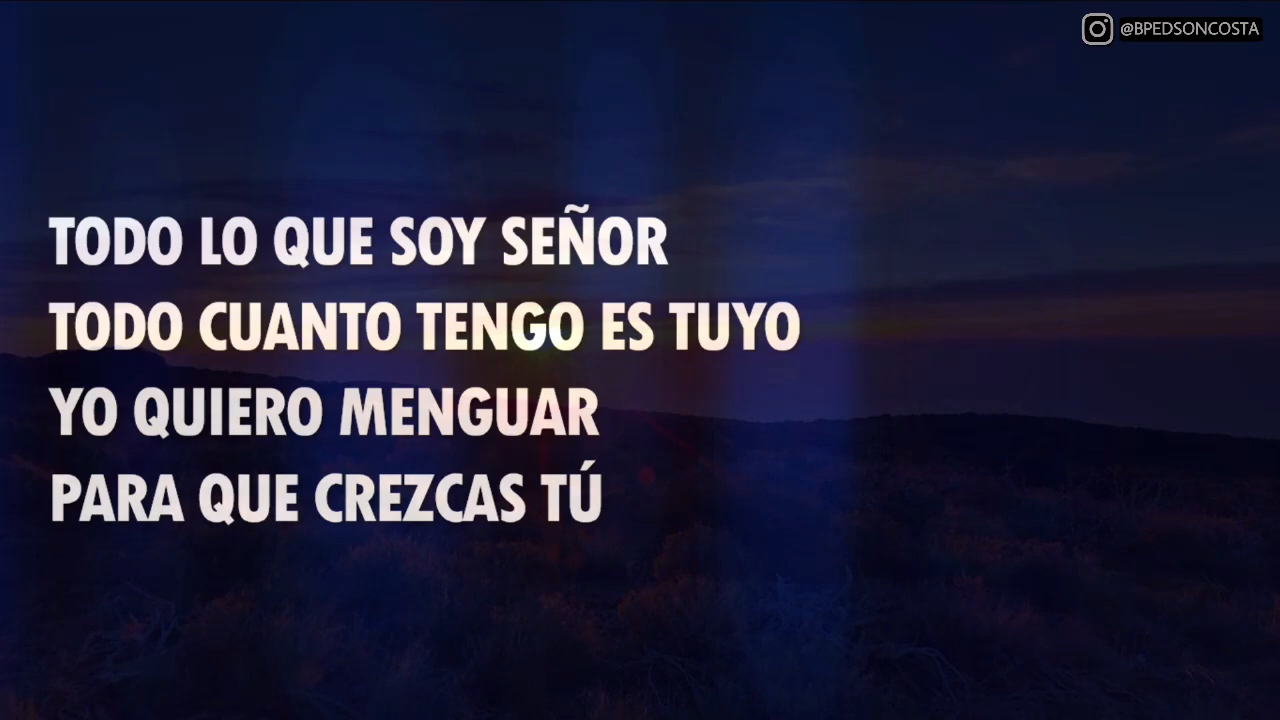 @BPEDSONCOSTA
TODO LO QUE SOY SEÑOR
TODO CUANTO TENGO ES TUYO
YO QUIERO MENGUAR
PARA QUE CREZCAS TÚ